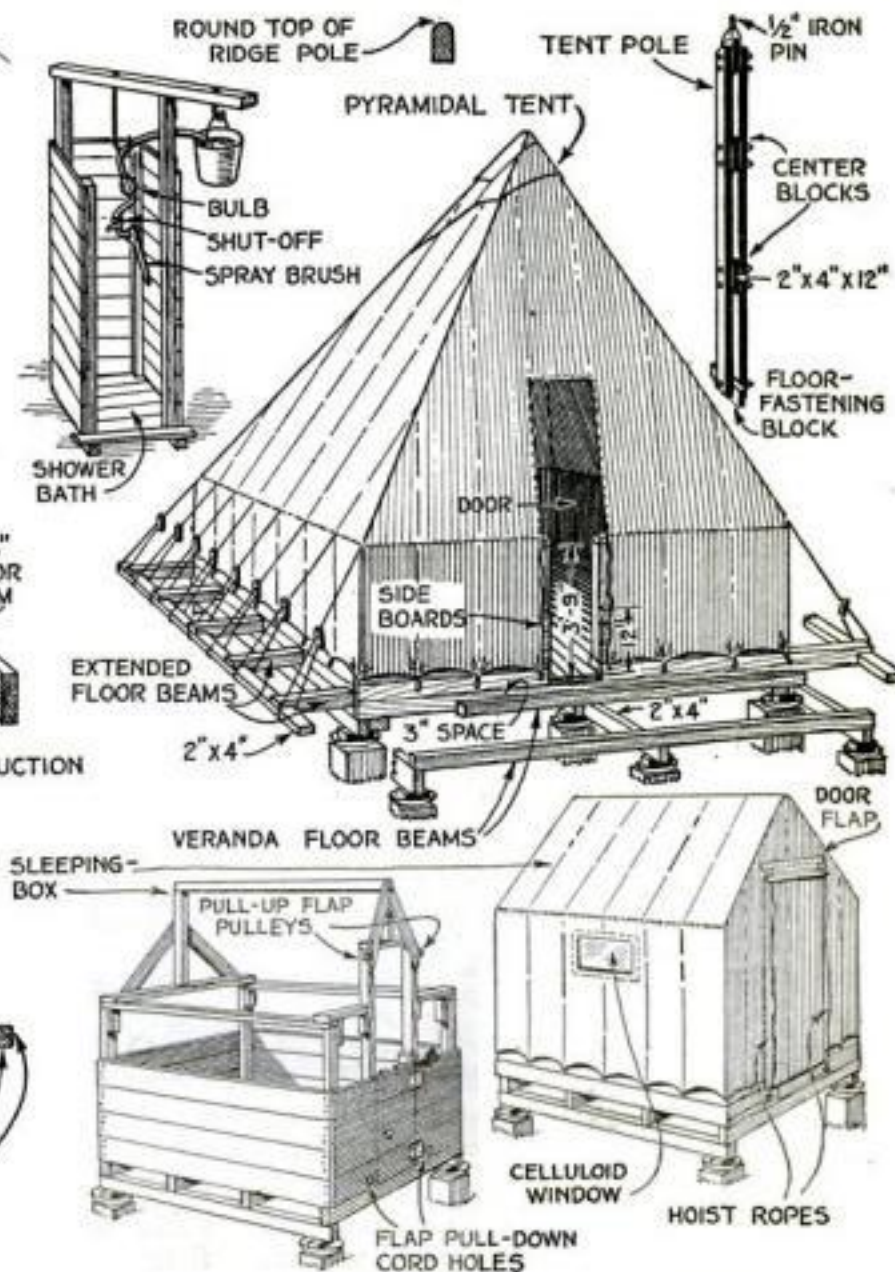 ROUND TOP OF
RIDGE POLE
TENT POLE
1/2" IRON
PIN
PYRAMIDAL TENT
CENTER
BLOCKS
BULB
SHUT-OFF
SPRAY BRUSH
2"x4"x12"
FLOOR-
FASTENING
BLOCK
SHOWER
BATH
DOOR
SIDE
BOARDS
3'-9"
12"
EXTENDED
FLOOR BEAMS
2"x4"
3" SPACE
2"x4"
UCTION
VERANDA FLOOR BEAMS
DOOR
FLAP
SLEEPING-
BOX
PULL-UP FLAP
PULLEYS
CELLULOID
WINDOW
HOIST ROPES
FLAP PULL-DOWN
CORD HOLES